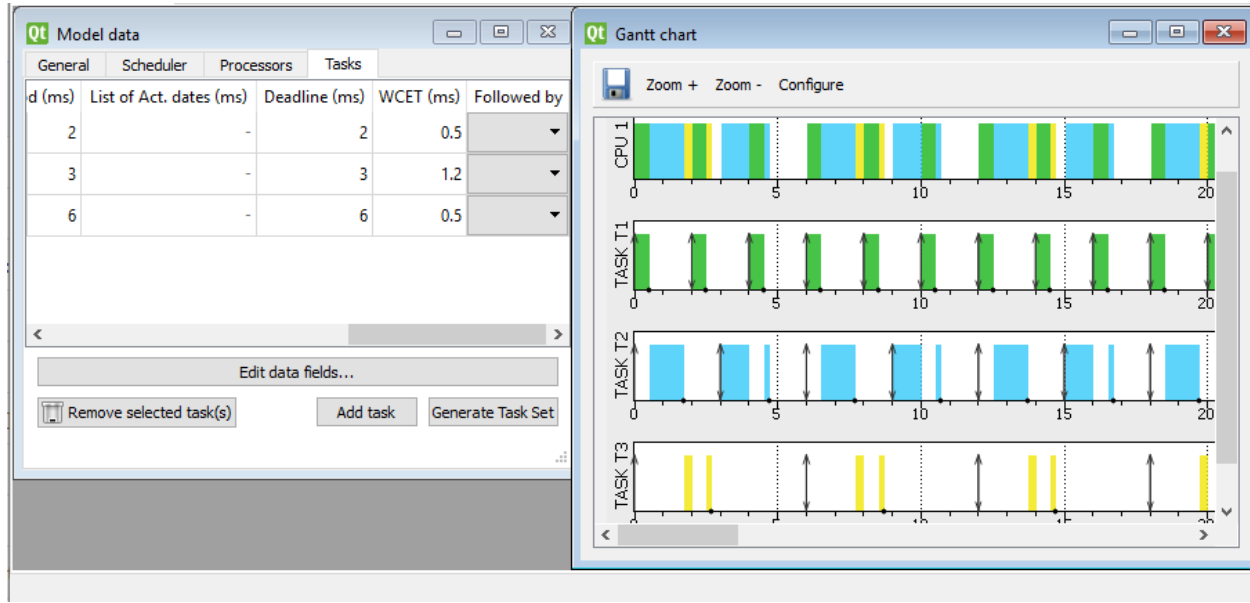 Qt Model data
General Scheduler Processors Tasks
d (ms) List of Act. dates (ms) Deadline (ms) WCET (ms) Followed by
2 - 2 0.5
3 - 3 1.2
6 - 6 0.5
Edit data fields...
Remove selected task(s) Add task Generate Task Set
Qt Gantt chart
Zoom + Zoom - Configure
CPU 1
0 5 10 15 20
TASK T1
0 5 10 15 20
TASK T2
0 5 10 15 20
TASK T3